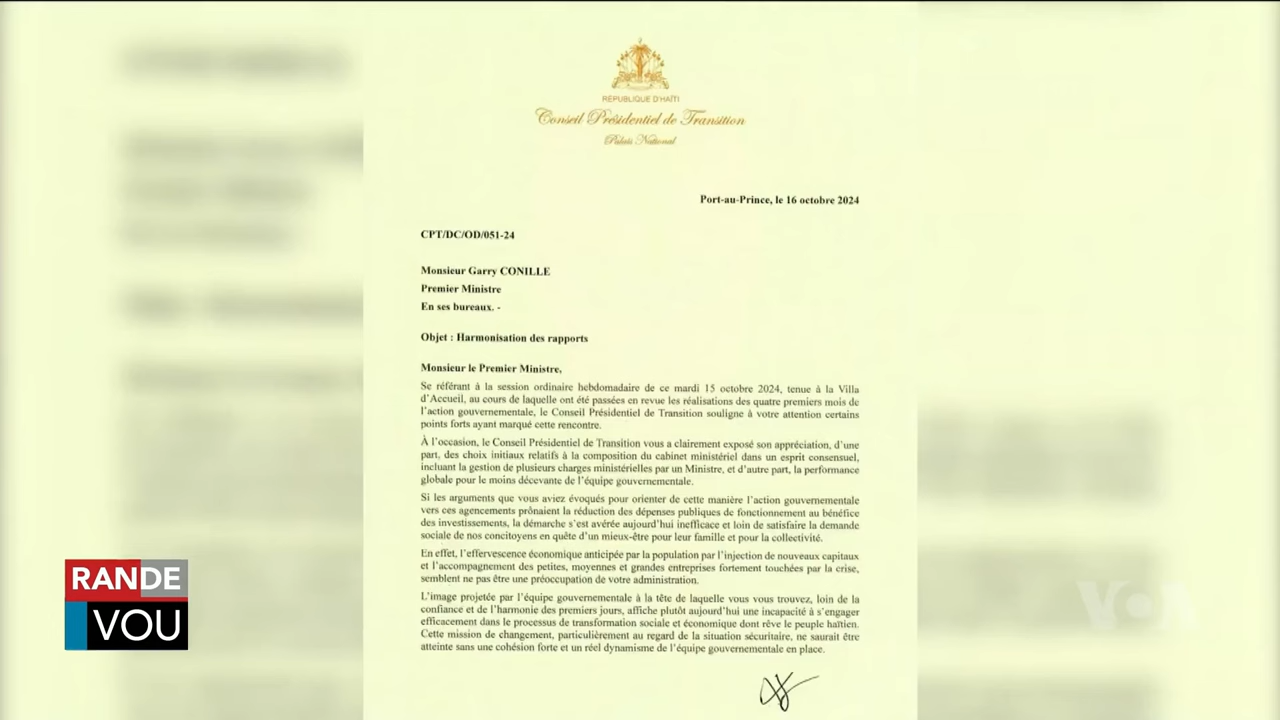 RÉPUBLIQUE D'HAÏTI
Conseil Présidentiel de Transition
Palais National
Port-au-Prince, le 16 octobre 2024
CPT/DC/OD/051-24
Monsieur Garry CONILLE
Premier Ministre
En ses bureaux. -
Objet : Harmonisation des rapports
Monsieur le Premier Ministre,
Se référant à la session ordinaire hebdomadaire de ce mardi 15 octobre 2024, tenue à la Villa
d'Accueil, au cours de laquelle ont été passées en revue les réalisations des quatre premiers mois de
l'action gouvernementale, le Conseil Présidentiel de Transition souligne à votre attention certains
points forts ayant marqué cette rencontre.
À l'occasion, le Conseil Présidentiel de Transition vous a clairement exposé son appréciation, d'une
part, des choix initiaux relatifs à la composition du cabinet ministériel dans un esprit consensuel,
incluant la gestion de plusieurs charges ministérielles par un Ministre, et d'autre part, la performance
globale pour le moins décevante de l'équipe gouvernementale.
Si les arguments que vous aviez évoqués pour orienter de cette manière l'action gouvernementale
vers ces agencements prônaient la réduction des dépenses publiques de fonctionnement au bénéfice
des investissements, la démarche s'est avérée aujourd'hui inefficace et loin de satisfaire la demande
sociale de nos concitoyens en quête d'un mieux-être pour leur famille et pour la collectivité.
En effet, l'effervescence économique anticipée par la population par l'injection de nouveaux capitaux
et l'accompagnement des petites, moyennes et grandes entreprises fortement touchées par la crise,
semblent ne pas être une préoccupation de votre administration.
L'image projetée par l'équipe gouvernementale à la tête de laquelle vous vous trouvez, loin de la
confiance et de l'harmonie des premiers jours, affiche plutôt aujourd'hui une incapacité à s'engager
efficacement dans le processus de transformation sociale et économique dont rêve le peuple haïtien.
Cette mission de changement, particulièrement au regard de la situation sécuritaire, ne saurait être
atteinte sans une cohésion forte et un réel dynamisme de l'équipe gouvernementale en place.
RANDE
VOU
VOA